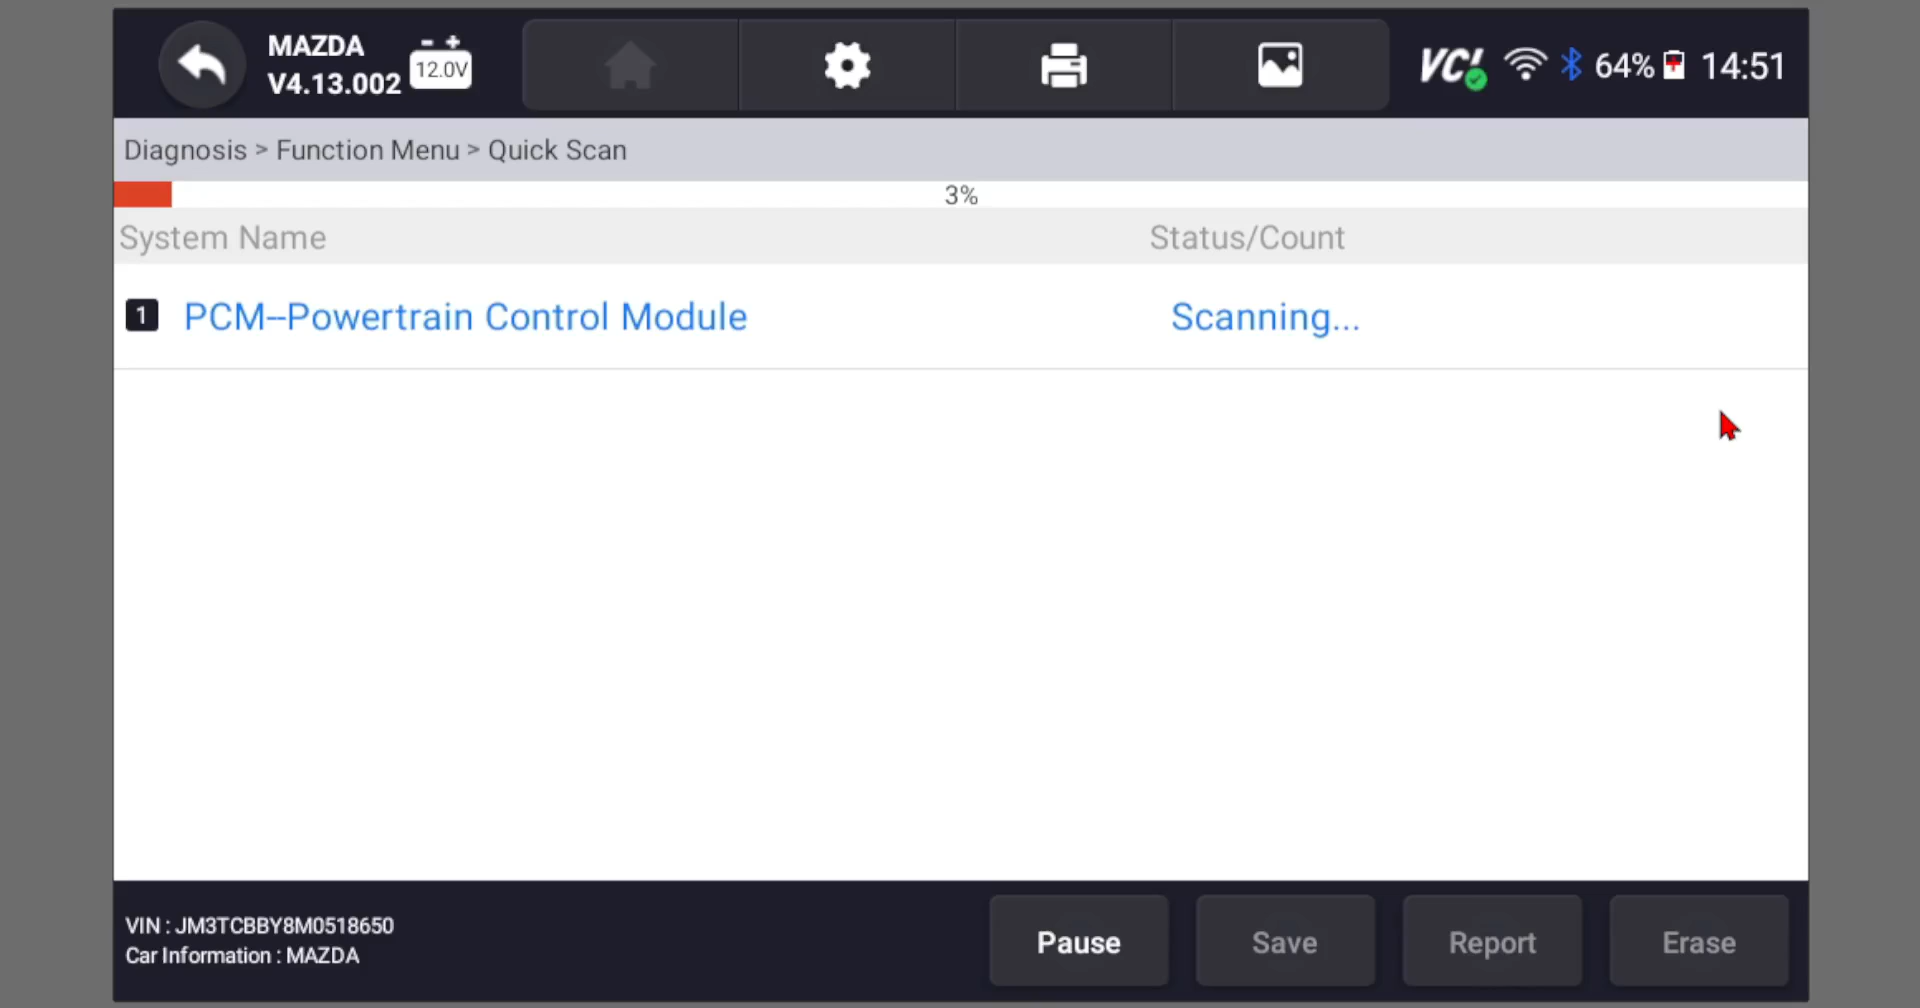 MAZDA
V4.13.002
12.0V
VCI
64%
14:51
Diagnosis > Function Menu > Quick Scan
3%
System Name
Status/Count
1 PCM--Powertrain Control Module
Scanning...
VIN : JM3TCBBY8M0518650
Car Information : MAZDA
Pause
Save
Report
Erase